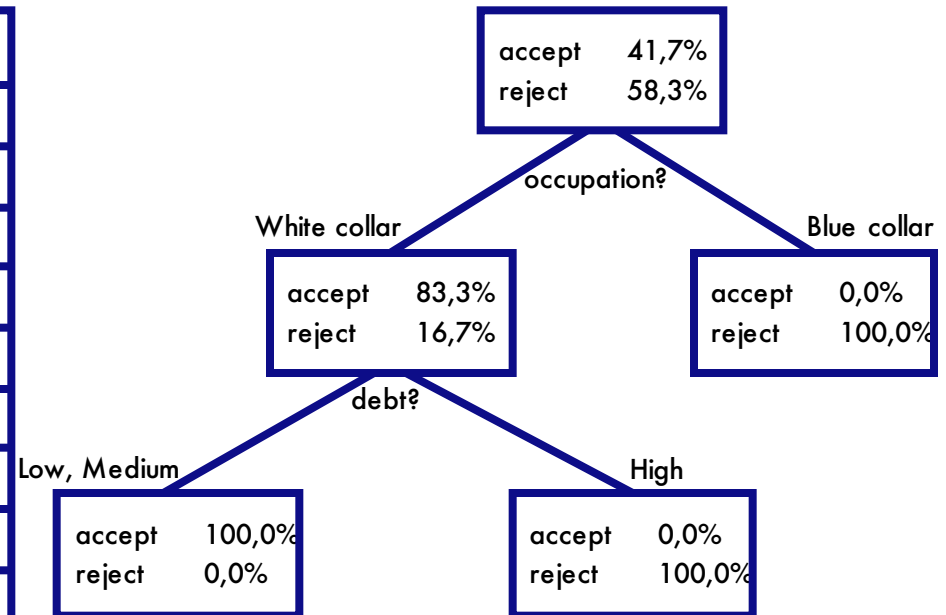 accept 41,7%
reject 58,3%
occupation?
White collar
Blue collar
accept 83,3%
reject 16,7%
accept 0,0%
reject 100,0%
debt?
Low, Medium
High
accept 100,0%
reject 0,0%
accept 0,0%
reject 100,0%